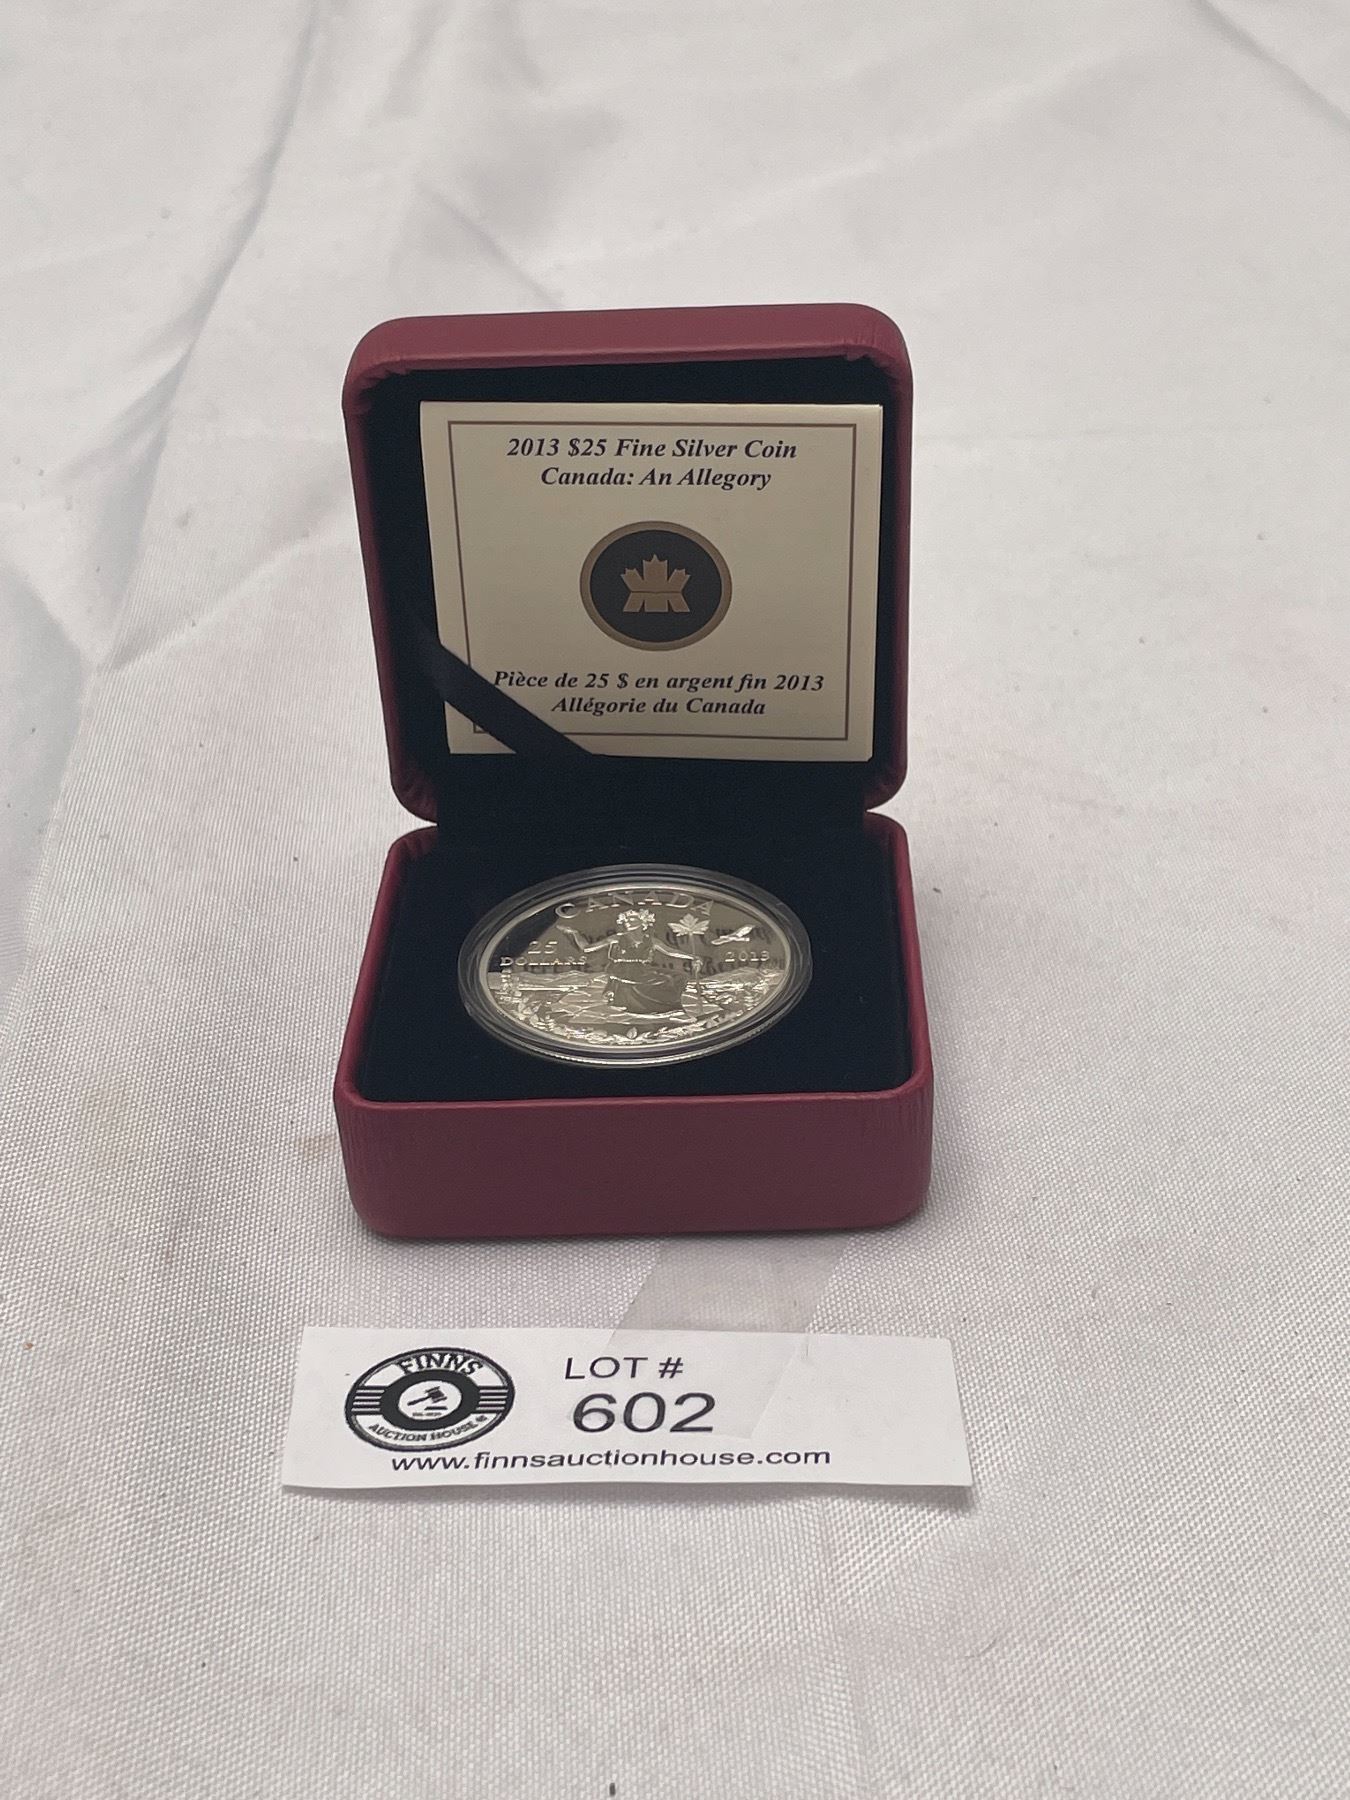 2013 $25 Fine Silver Coin
Canada: An Allegory
Pièce de 25 $ en argent fin 2013
Allégorie du Canada
CANADA
25
DOLLARS
2013
FINNS
AUCTION HOUSE
LOT #
602
www.finnsauctionhouse.com